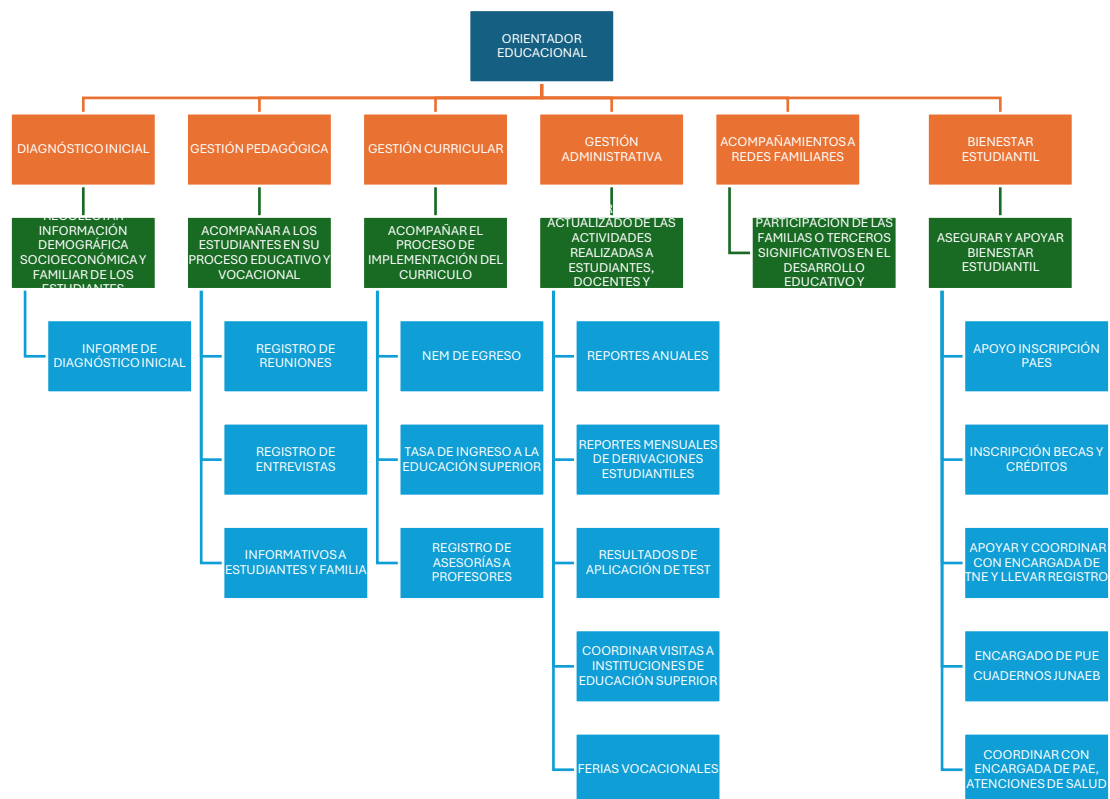 ORIENTADOR
EDUCACIONAL
DIAGNÓSTICO INICIAL
GESTIÓN PEDAGÓGICA
GESTIÓN CURRICULAR
GESTIÓN
ADMINISTRATIVA
ACOMPAÑAMIENTOS A
REDES FAMILIARES
BIENESTAR
ESTUDIANTIL
RECOLECTAR
INFORMACIÓN
DEMOGRÁFICA
SOCIOECONÓMICA Y
FAMILIAR DE LOS
ESTUDIANTES
ACOMPAÑAR A LOS
ESTUDIANTES EN SU
PROCESO EDUCATIVO Y
VOCACIONAL
ACOMPAÑAR EL
PROCESO DE
IMPLEMENTACIÓN DEL
CURRICULO
ACTUALIZADO DE LAS
ACTIVIDADES
REALIZADAS A
ESTUDIANTES,
DOCENTES Y
PARTICIPACIÓN DE LAS
FAMILIAS O TERCEROS
SIGNIFICATIVOS EN EL
DESARROLLO
EDUCATIVO Y
ASEGURAR Y APOYAR
BIENESTAR
ESTUDIANTIL
INFORME DE
DIAGNÓSTICO INICIAL
REGISTRO DE
REUNIONES
REGISTRO DE
ENTREVISTAS
INFORMATIVOS A
ESTUDIANTES Y FAMILIA
NEM DE EGRESO
TASA DE INGRESO A LA
EDUCACIÓN SUPERIOR
REGISTRO DE
ASESORÍAS A
PROFESORES
REPORTES ANUALES
REPORTES MENSUALES
DE DERIVACIONES
ESTUDIANTILES
RESULTADOS DE
APLICACIÓN DE TEST
COORDINAR VISITAS A
INSTITUCIONES DE
EDUCACIÓN SUPERIOR
FERIAS VOCACIONALES
APOYO INSCRIPCIÓN
PAES
INSCRIPCIÓN BECAS Y
CRÉDITOS
APOYAR Y COORDINAR
CON ENCARGADA DE
TNE Y LLEVAR REGISTRO
ENCARGADO DE PUE
CUADERNOS JUNAEB
COORDINAR CON
ENCARGADA DE PAE,
ATENCIONES DE SALUD